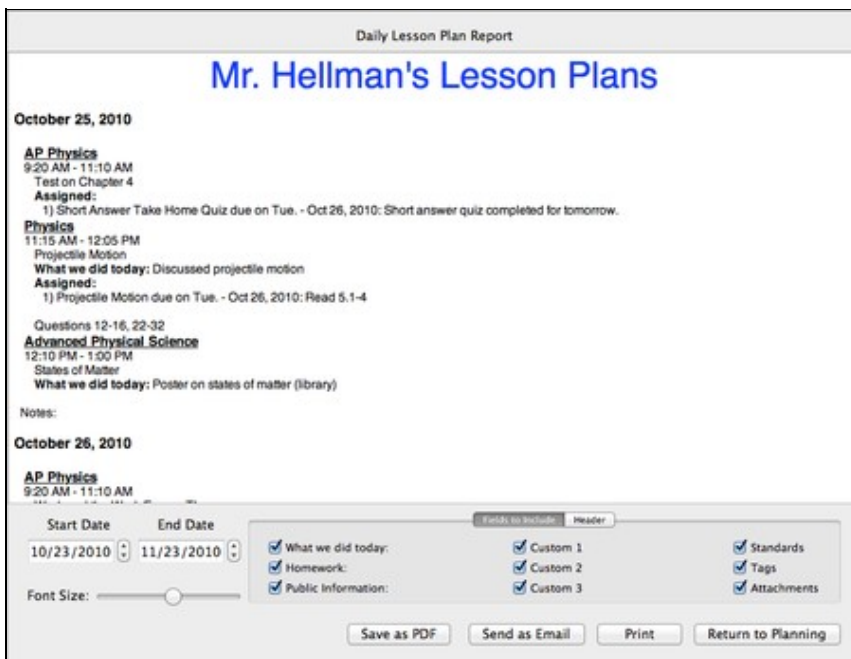 Daily Lesson Plan Report
Mr. Hellman's Lesson Plans
October 25, 2010
AP Physics
9:20 AM - 11:10 AM
Test on Chapter 4
Assigned:
1) Short Answer Take Home Quiz due on Tue. - Oct 26, 2010: Short answer quiz completed for tomorrow.
Physics
11:15 AM - 12:05 PM
Projectile Motion
What we did today: Discussed projectile motion
Assigned:
1) Projectile Motion due on Tue. - Oct 26, 2010: Read 5.1-4
Questions 12-16, 22-32
Advanced Physical Science
12:10 PM - 1:00 PM
States of Matter
What we did today: Poster on states of matter (library)
Notes:
October 26, 2010
AP Physics
9:20 AM - 11:10 AM
Start Date End Date
10/23/2010 11/23/2010
Font Size:
Fields to Include Header
What we did today: Custom 1 Standards
Homework: Custom 2 Tags
Public Information: Custom 3 Attachments
Save as PDF Send as Email Print Return to Planning